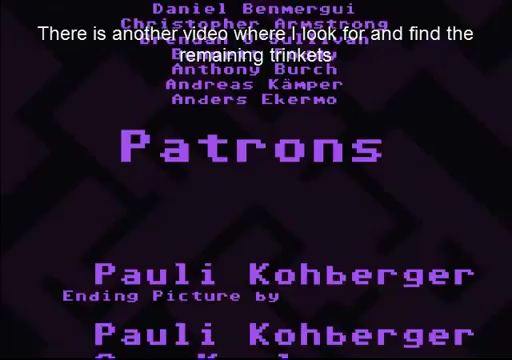 Daniel Benmergui
Christopher Armstrong
There is another video where I look for and find the
remaining trinkets
Anthony Burch
Andreas Kämper
Anders Ekermo
Patrons
Pauli Kohberger
Ending Picture by
Pauli Kohberger